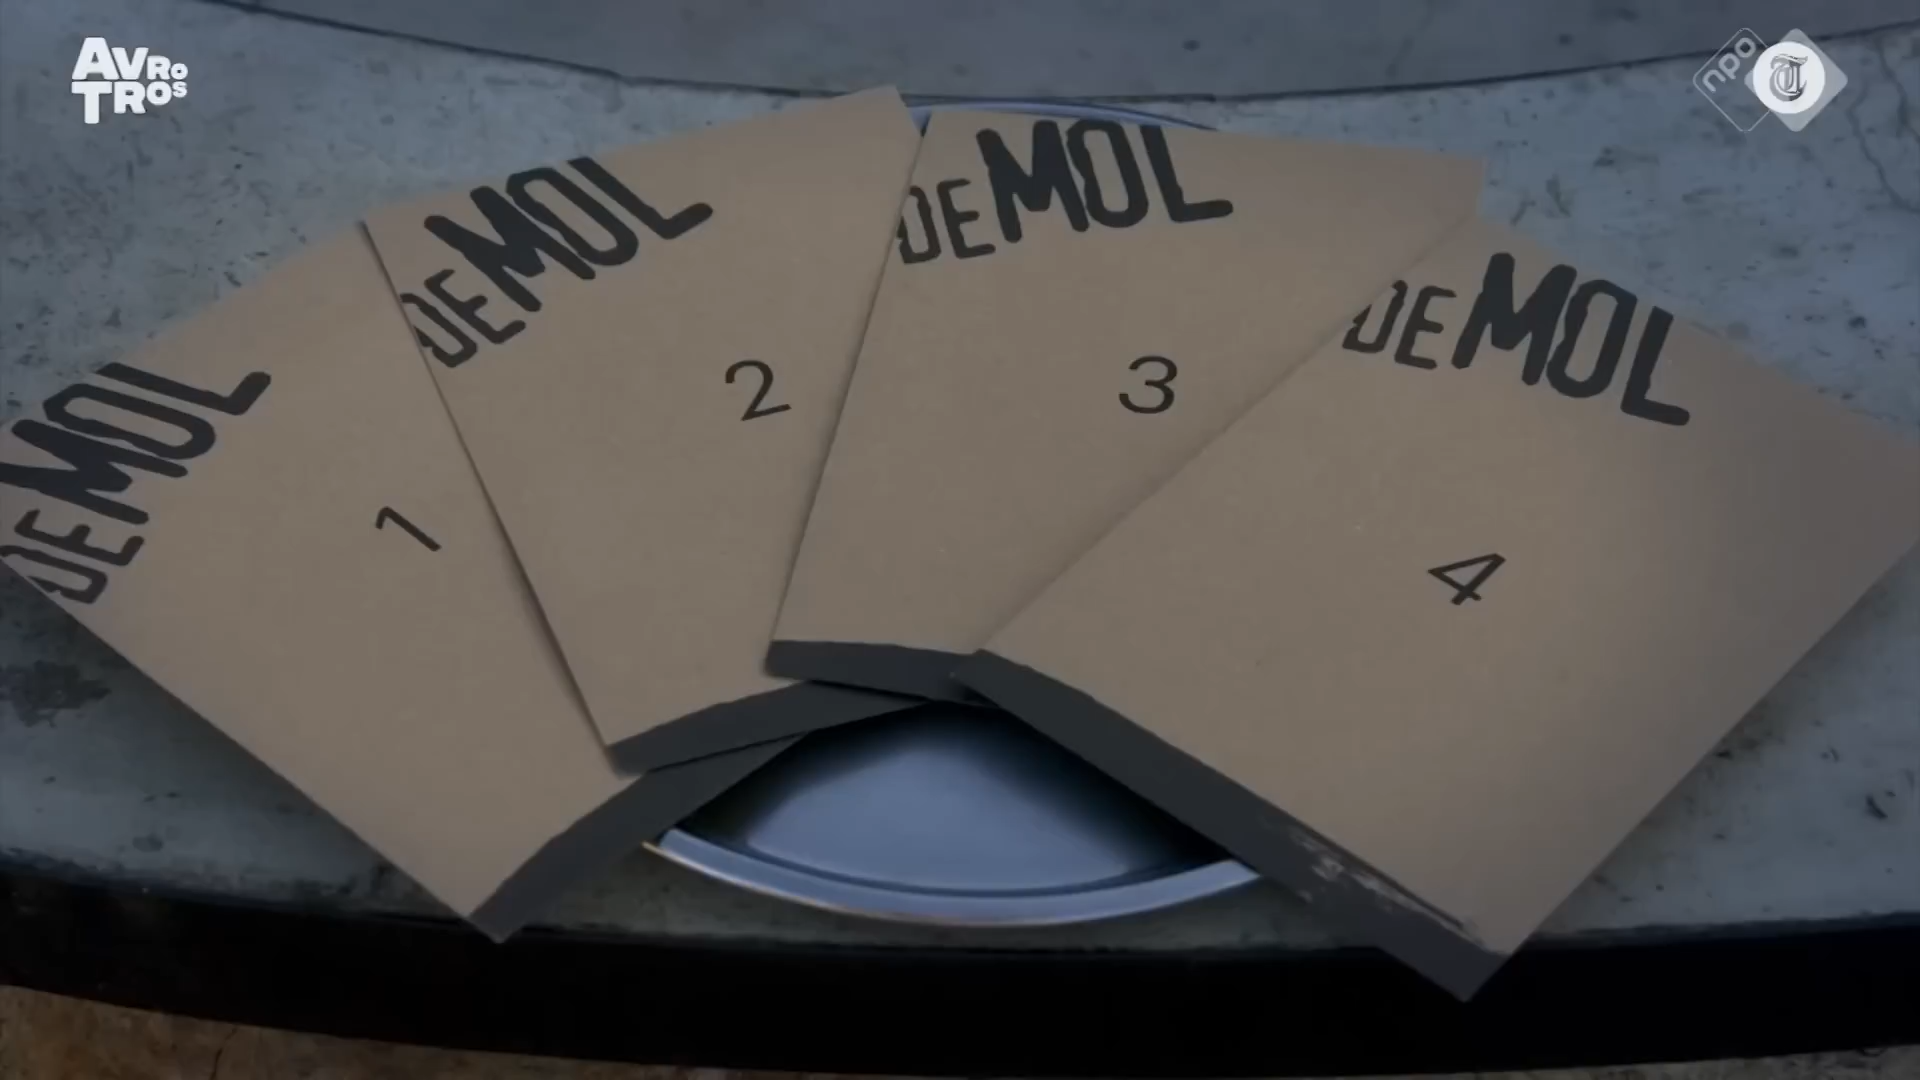 AVRO
TROS
npo
T
DE MOL
1
DE MOL
2
DE MOL
3
DE MOL
4